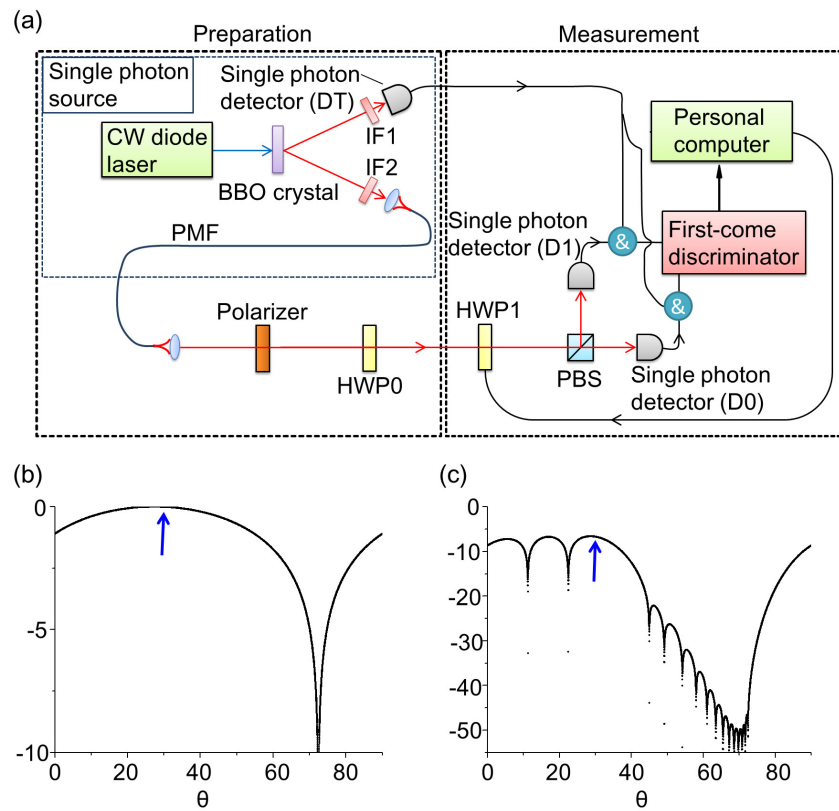 (a)
Preparation
Measurement
Single photon
source
Single photon
detector (DT)
IF1
CW diode
laser
IF2
BBO crystal
PMF
Personal
computer
Single photon
detector (D1)
&
First-come
discriminator
&
Polarizer
HWP0
HWP1
PBS
Single photon
detector (D0)
(b)
0
-5
-10
0 20 40 60 80
θ
(c)
0
-10
-20
-30
-40
-50
0 20 40 60 80
θ